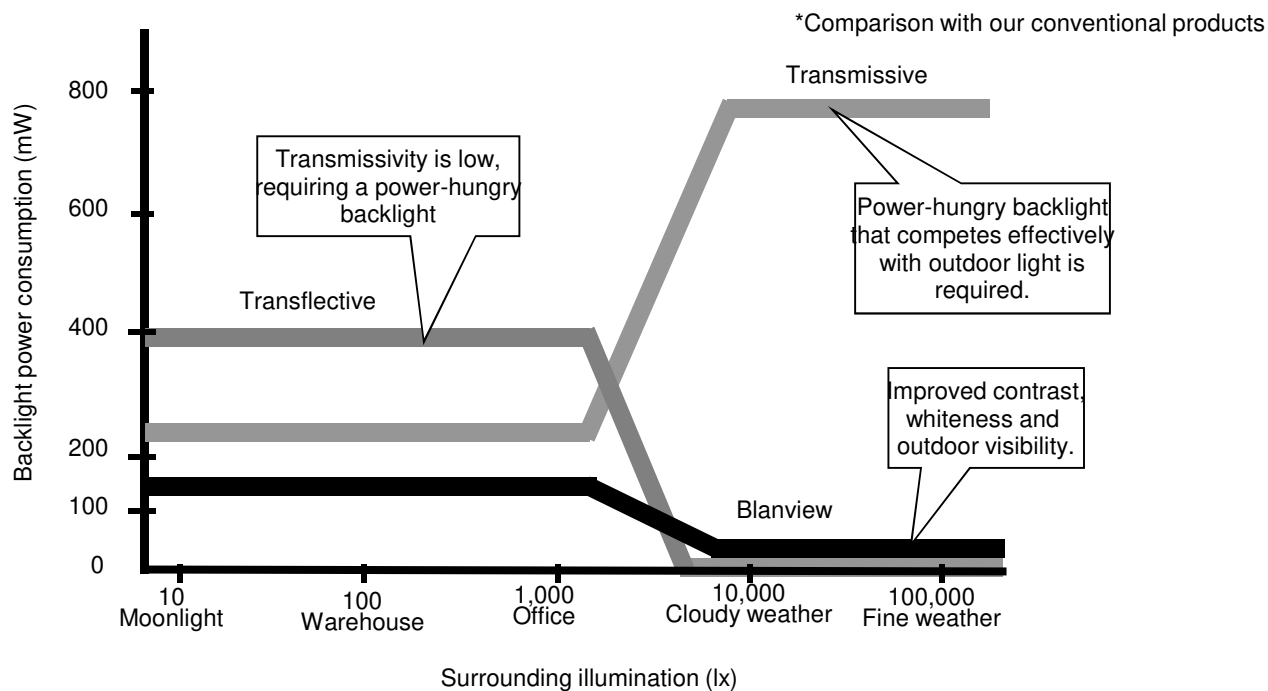 *Comparison with our conventional products
Transmissive
800
Transmissivity is low,
requiring a power-hungry
backlight
600
Power-hungry backlight
that competes effectively
with outdoor light is
required.
Transflective
400
Backlight power consumption (mW)
Improved contrast,
whiteness and
outdoor visibility.
200
100
Blanview
0
10
100
1,000
10,000
100,000
Moonlight
Warehouse
Office
Cloudy weather
Fine weather
Surrounding illumination (lx)